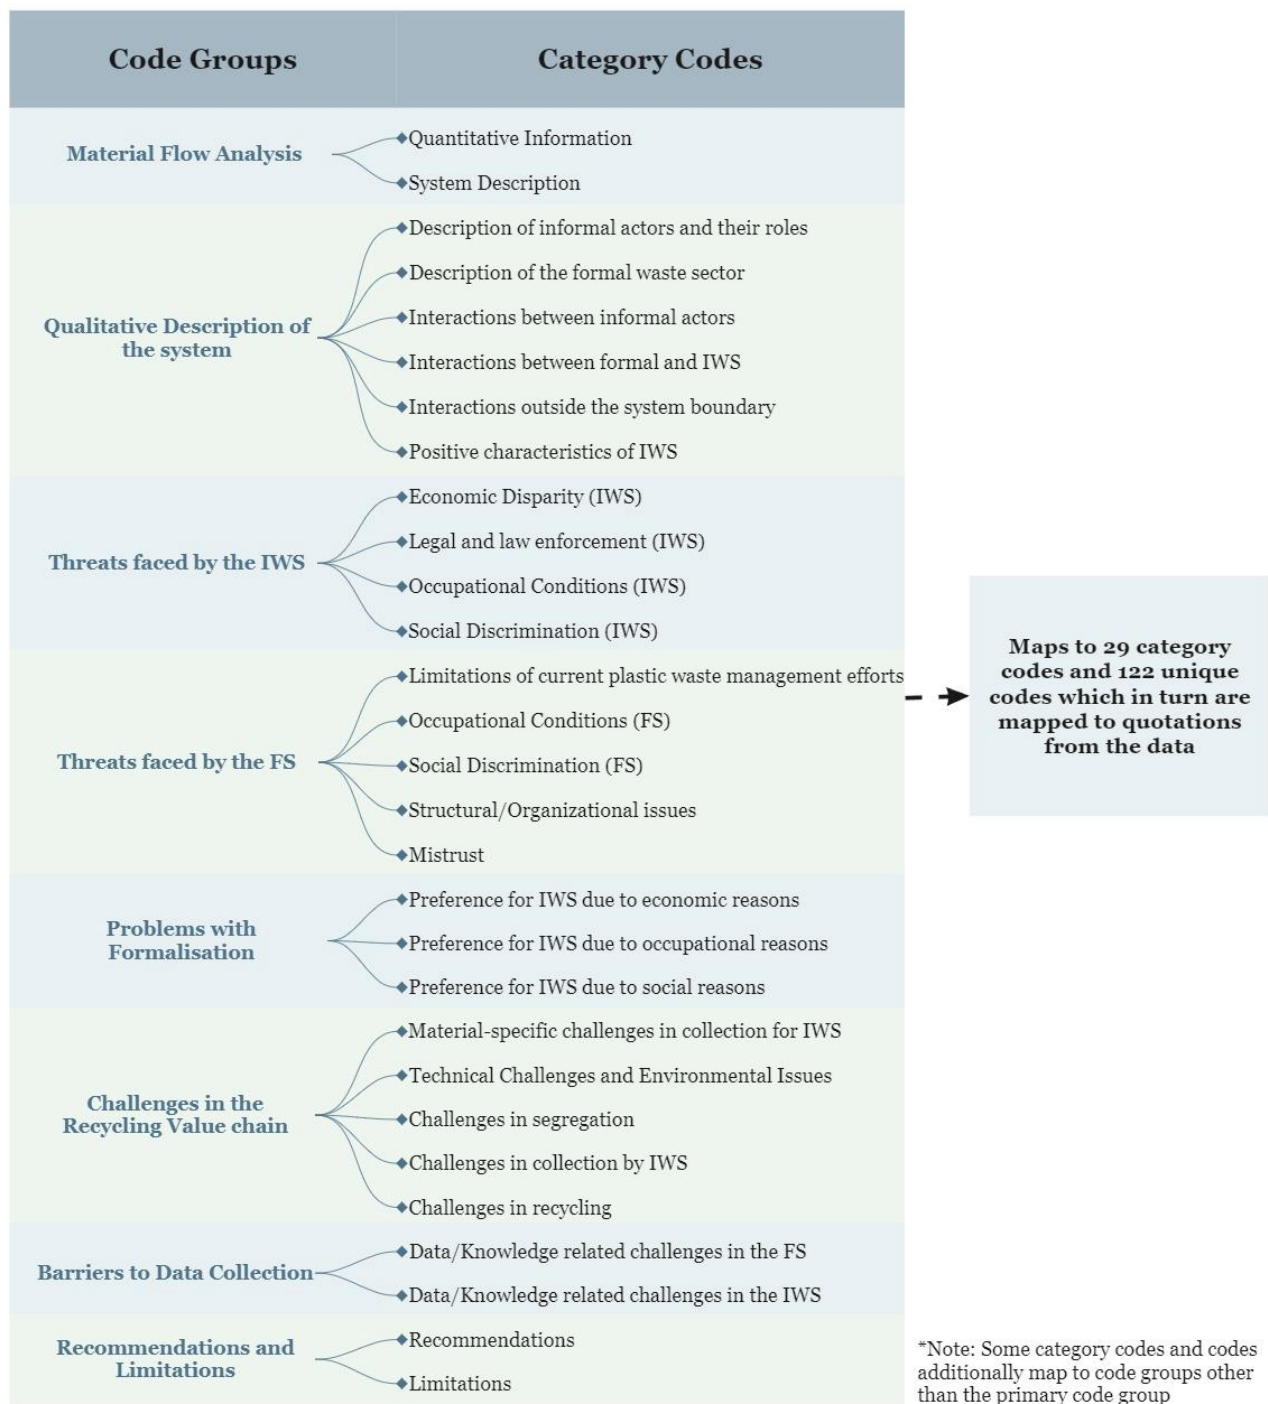 Code Groups
Category Codes
Material Flow Analysis
Quantitative Information
System Description
Qualitative Description of
the system
Description of informal actors and their roles
Description of the formal waste sector
Interactions between informal actors
Interactions between formal and IWS
Interactions outside the system boundary
Positive characteristics of IWS
Threats faced by the IWS
Economic Disparity (IWS)
Legal and law enforcement (IWS)
Occupational Conditions (IWS)
Social Discrimination (IWS)
Threats faced by the FS
Limitations of current plastic waste management efforts
Occupational Conditions (FS)
Social Discrimination (FS)
Structural/Organizational issues
Mistrust
Problems with
Formalisation
Preference for IWS due to economic reasons
Preference for IWS due to occupational reasons
Preference for IWS due to social reasons
Challenges in the
Recycling Value chain
Material-specific challenges in collection for IWS
Technical Challenges and Environmental Issues
Challenges in segregation
Challenges in collection by IWS
Challenges in recycling
Barriers to Data Collection
Data/Knowledge related challenges in the FS
Data/Knowledge related challenges in the IWS
Recommendations and
Limitations
Recommendations
Limitations
Maps to 29 category
codes and 122 unique
codes which in turn are
mapped to quotations
from the data
*Note: Some category codes and codes
additionally map to code groups other
than the primary code group